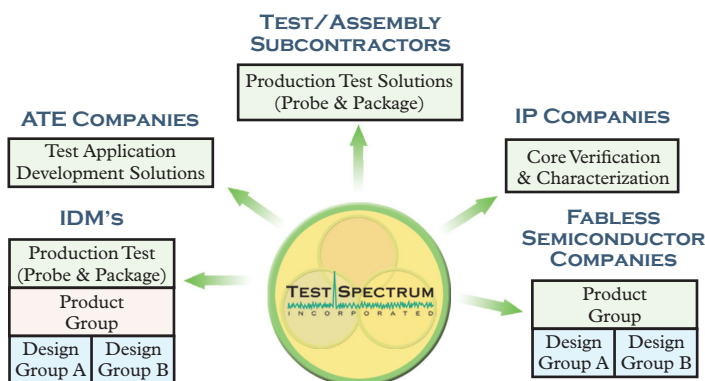 TEST/ASSEMBLY
SUBCONTRACTORS
Production Test Solutions
(Probe & Package)
ATE COMPANIES
Test Application
Development Solutions
IP COMPANIES
Core Verification
& Characterization
IDM's
Production Test
(Probe & Package)
Product
Group
Design
Group A
Design
Group B
TEST SPECTRUM
INCORPORATED
FABLESS
SEMICONDUCTOR
COMPANIES
Product
Group
Design
Group A
Design
Group B